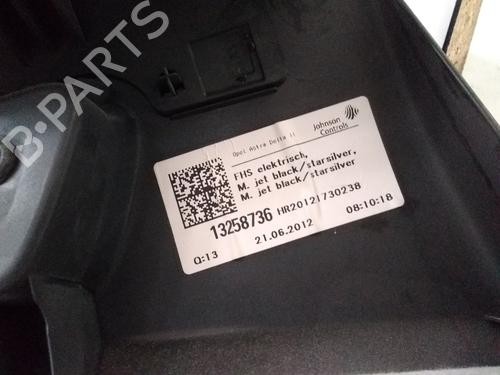 B-PARTS
Opel Astra Delta II
Johnson
Controls
FHS elektrisch,
M. jet black/starsilver,
M. jet black/starsilver
13258736 HR20121730238
Q:13 21.06.2012 08:10:18